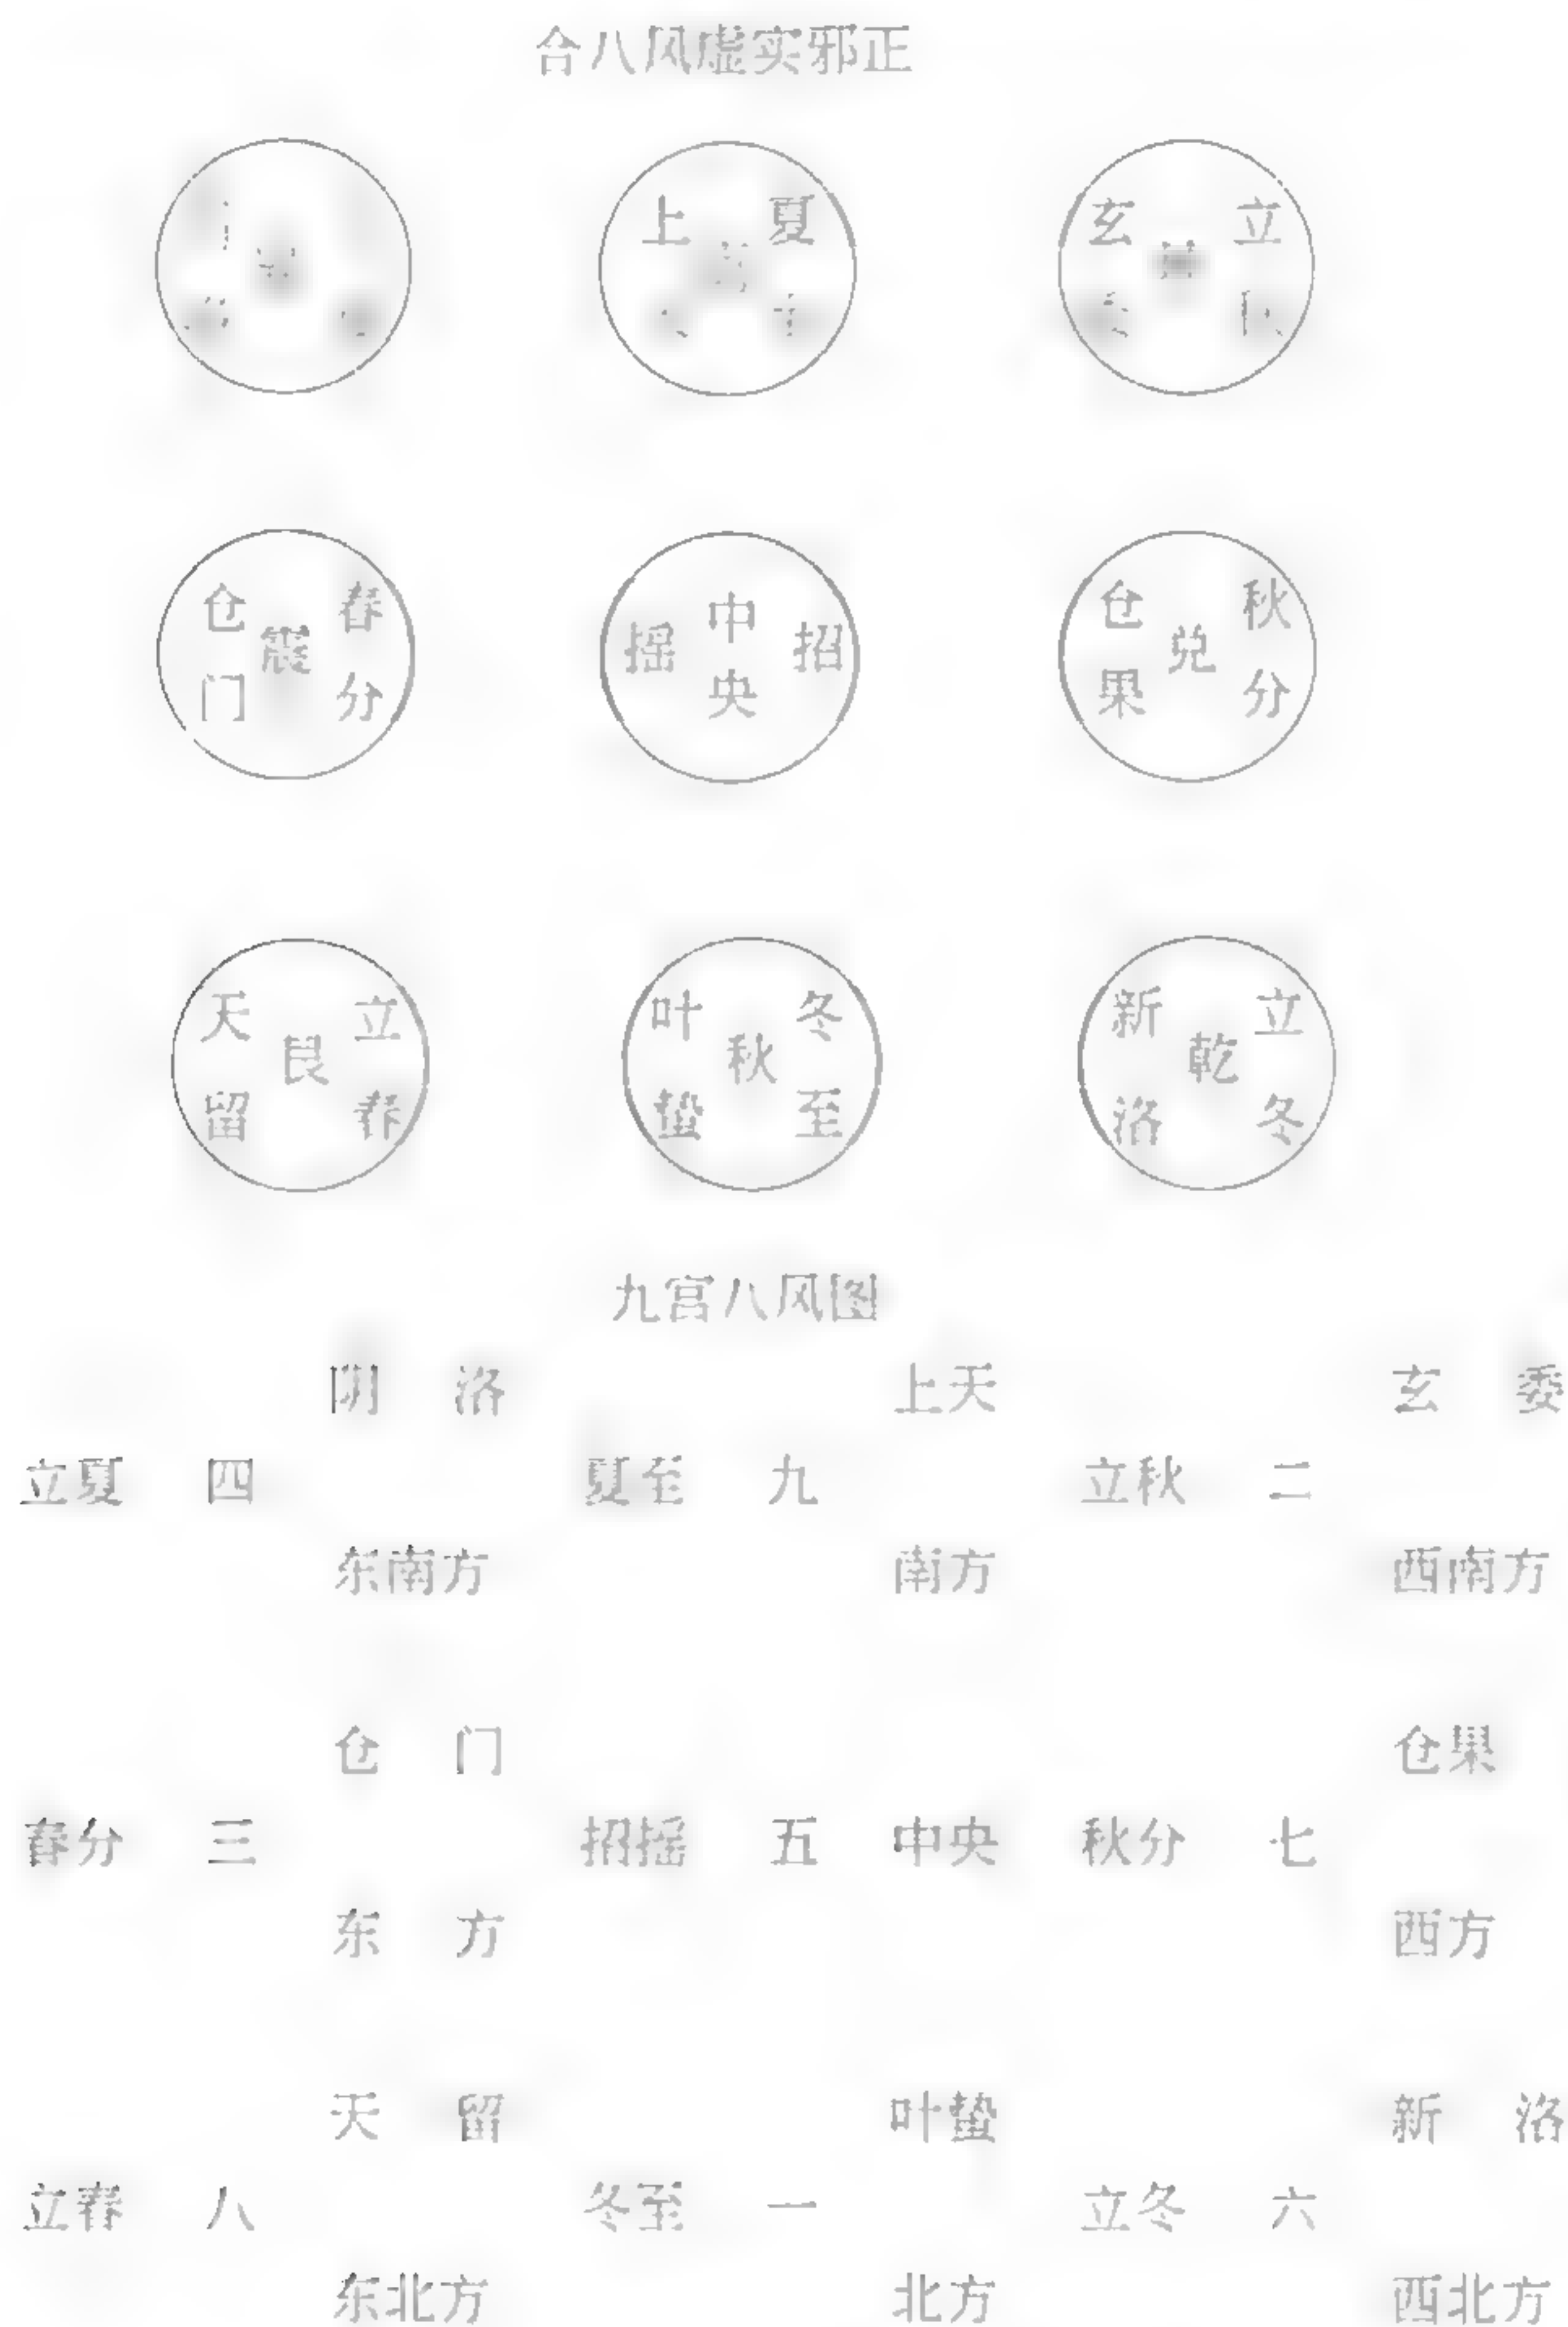 合八风虚实邪正
上 夏
玄 立
仓 春
震
门 分
中
摇 招
央
仓 秋
兑
果 分
天 立
艮
留 春
叶 冬
秋
蛰 至
新 立
乾
洛 冬
九宫八风图
阴 洛 上天 玄 委
立夏 四 夏至 九 立秋 二
东南方 南方 西南方
仓 门 仓果
春分 三 招摇 五 中央 秋分 七
东 方 西方
天 留 叶蛰 新 洛
立春 八 冬至 一 立冬 六
东北方 北方 西北方